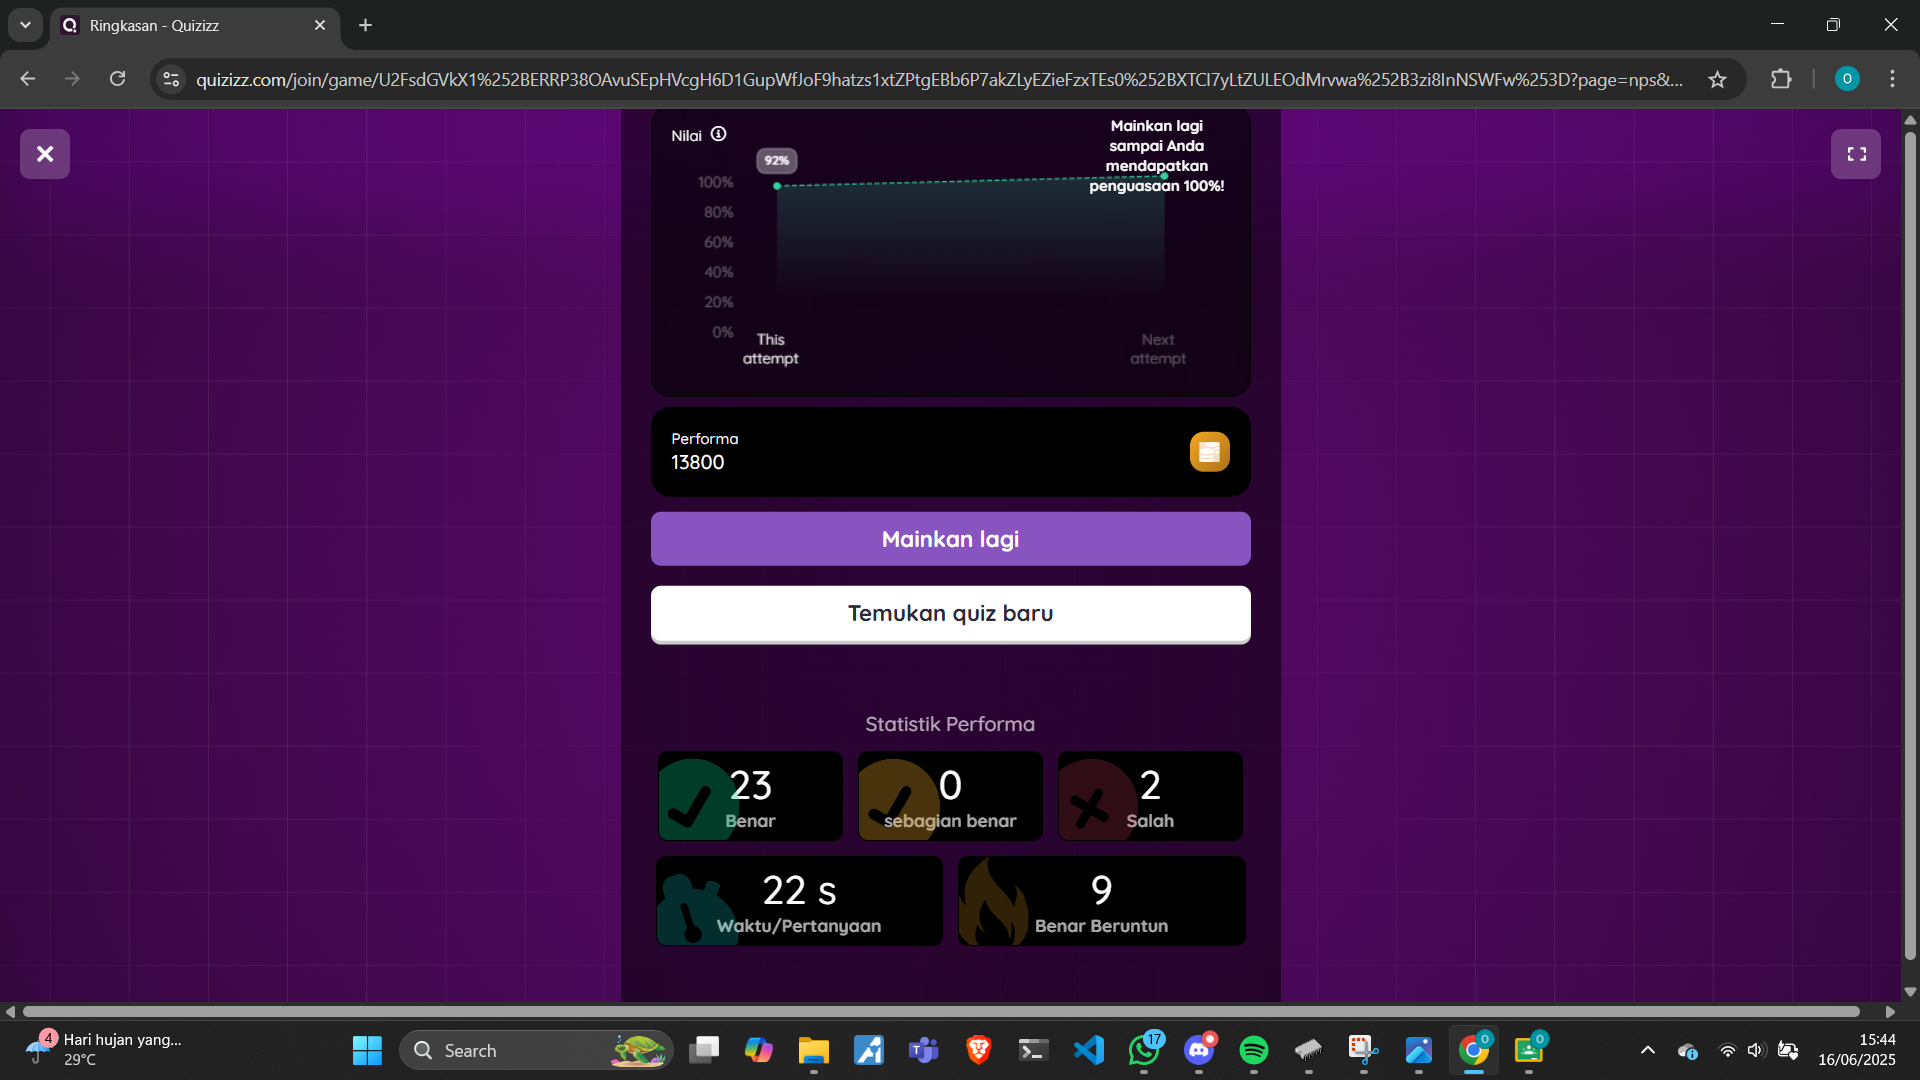 Ringkasan - Quizizz
quizizz.com/join/game/U2FsdGVkX1%252BERRP38OAvuSEpHVcgH6D1GupWfJoF9hatzs1xtZPtgEBb6P7akZLyEZieFzxTEs0%252BXTCI7yLtZULEOdMrvwa%252B3zi8InNSWFw%253D?page=nps&...
O
Nilai
Mainkan lagi
sampai Anda
mendapatkan
penguasaan 100%!
92%
100%
80%
60%
40%
20%
0%
This
attempt
Next
attempt
Performa
13800
Mainkan lagi
Temukan quiz baru
Statistik Performa
23
Benar
0
sebagian benar
2
Salah
22 s
Waktu/Pertanyaan
9
Benar Beruntun
4
Hari hujan yang...
29°C
Search
17
O
O
15:44
16/06/2025